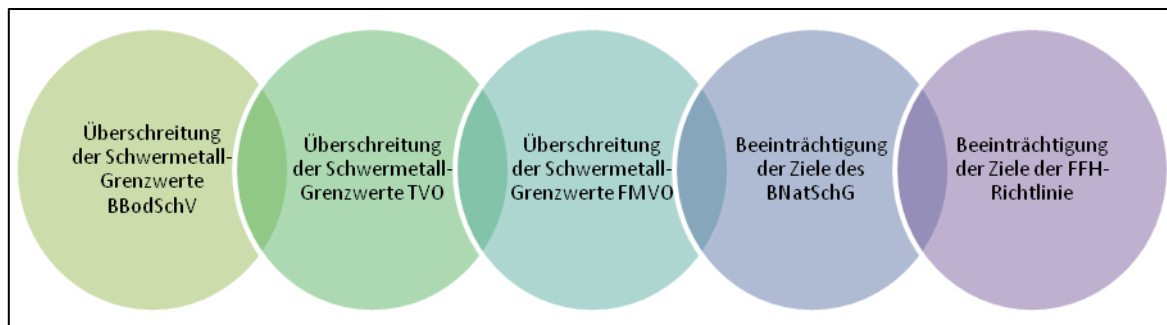 Überschreitung
der Schwermetall-
Grenzwerte
BBodSchV
Überschreitung
der Schwermetall-
Grenzwerte TVO
Überschreitung
der Schwermetall-
Grenzwerte FMVO
Beeinträchtigung
der Ziele des
BNatSchG
Beeinträchtigung
der Ziele der FFH-
Richtlinie